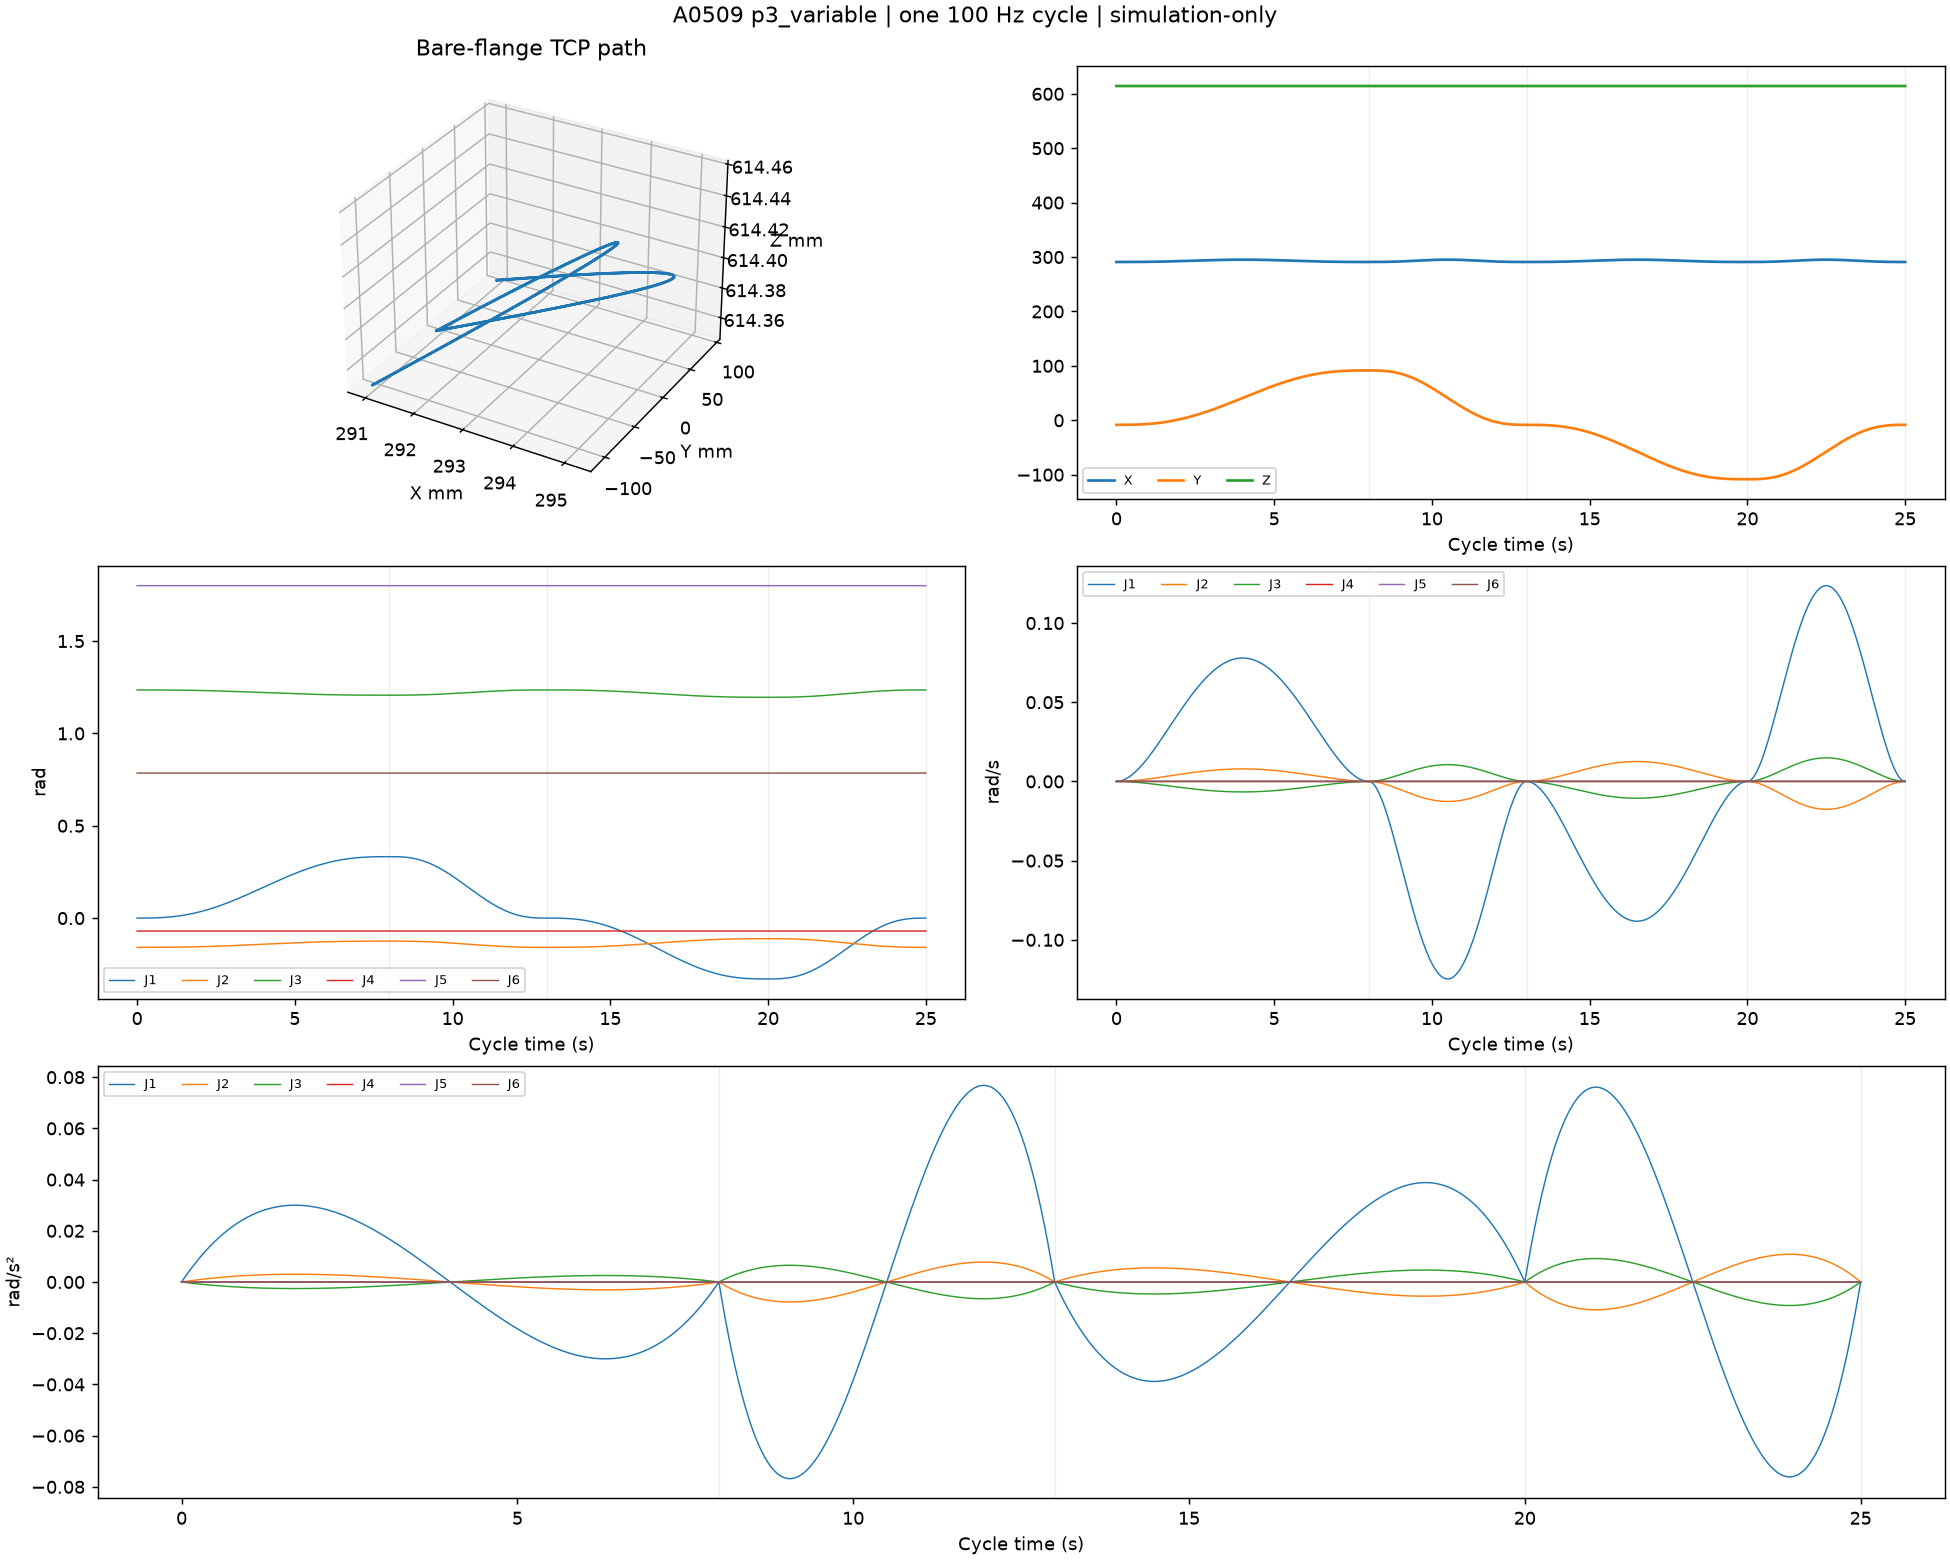 A0509 p3_variable | one 100 Hz cycle | simulation-only
Bare-flange TCP path
614.46
614.44
614.42
614.40
614.38
614.36
Z mm
100
50
0
−50
−100
Y mm
291
292
293
294
295
X mm
600
500
400
300
200
100
0
−100
X Y Z
0 5 10 15 20 25
Cycle time (s)
1.5
1.0
0.5
0.0
rad
J1 J2 J3 J4 J5 J6
0 5 10 15 20 25
Cycle time (s)
J1 J2 J3 J4 J5 J6
0.10
0.05
0.00
−0.05
−0.10
rad/s
0 5 10 15 20 25
Cycle time (s)
J1 J2 J3 J4 J5 J6
0.08
0.06
0.04
0.02
0.00
−0.02
−0.04
−0.06
−0.08
rad/s²
0 5 10 15 20 25
Cycle time (s)